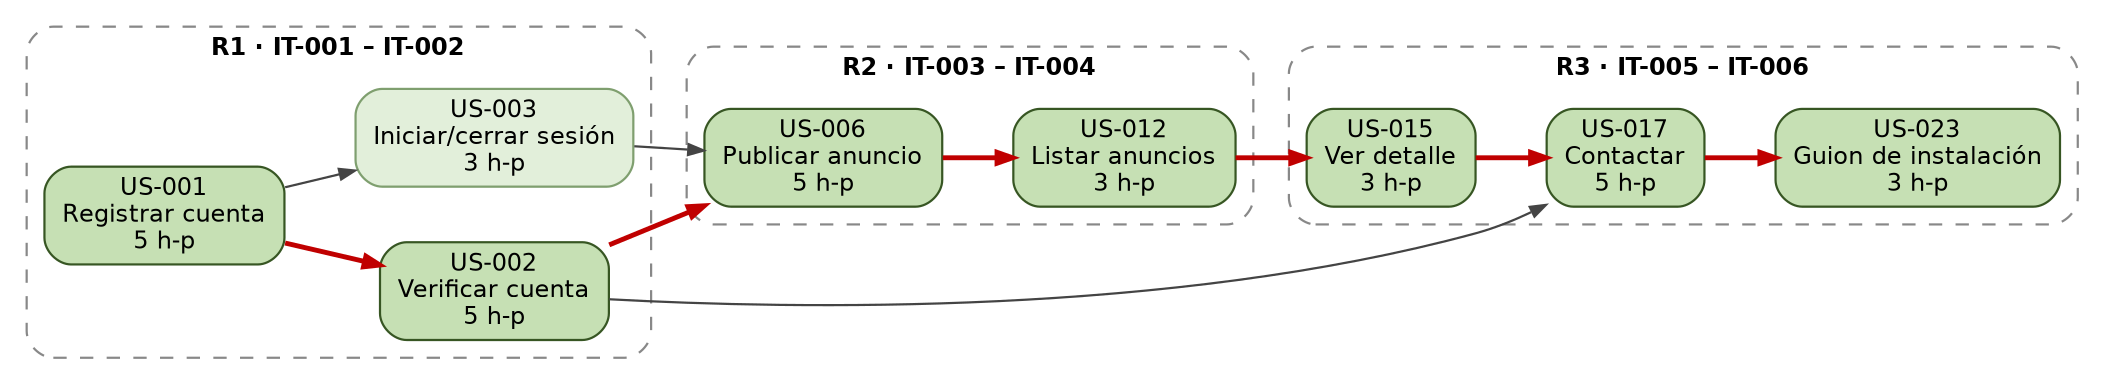 R1 · IT-001 – IT-002
US-001
Registrar cuenta
5 h-p
US-003
Iniciar/cerrar sesión
3 h-p
US-002
Verificar cuenta
5 h-p
R2 · IT-003 – IT-004
US-006
Publicar anuncio
5 h-p
US-012
Listar anuncios
3 h-p
R3 · IT-005 – IT-006
US-015
Ver detalle
3 h-p
US-017
Contactar
5 h-p
US-023
Guion de instalación
3 h-p